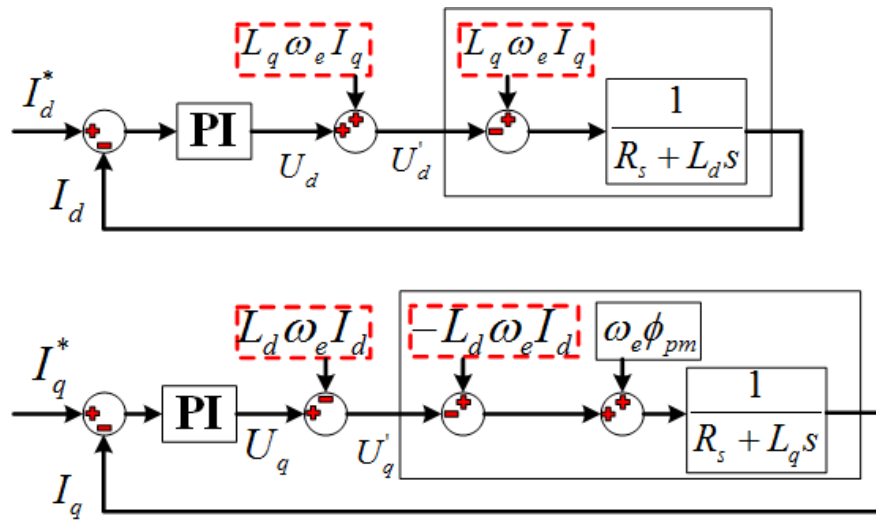 L_q ω_e I_q
L_q ω_e I_q
I_d^*
+
-
PI
+
+
-
+
1
R_s + L_d s
U_d
U_d^'
I_d
L_d ω_e I_d
-L_d ω_e I_d
ω_e ϕ_pm
I_q^*
+
-
PI
-
+
+
-
+
+
1
R_s + L_q s
U_q
U_q^'
I_q